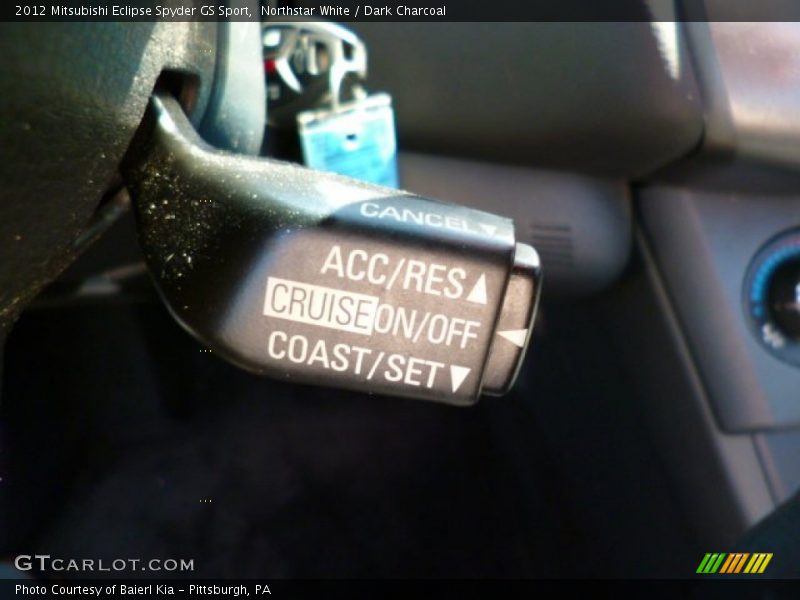 2012 Mitsubishi Eclipse Spyder GS Sport, Northstar White / Dark Charcoal
CANCEL
ACC/RES
CRUISE ON/OFF
COAST/SET
GTCARLOT.COM
Photo Courtesy of Baierl Kia - Pittsburgh, PA